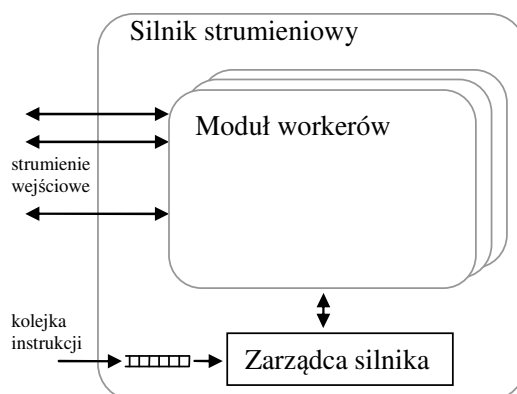 Silnik strumieniowy
Moduł workerów
strumienie
wejściowe
kolejka
instrukcji
Zarządca silnika